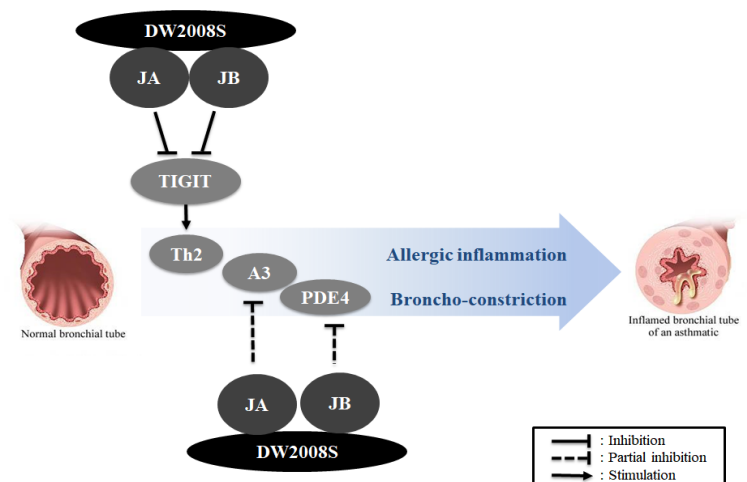 DW2008S
JA
JB
TIGIT
Th2
A3
PDE4
Allergic inflammation
Broncho-constriction
Normal bronchial tube
Inflamed bronchial tube
of an asthmatic
JA
JB
DW2008S
: Inhibition
: Partial inhibition
: Stimulation